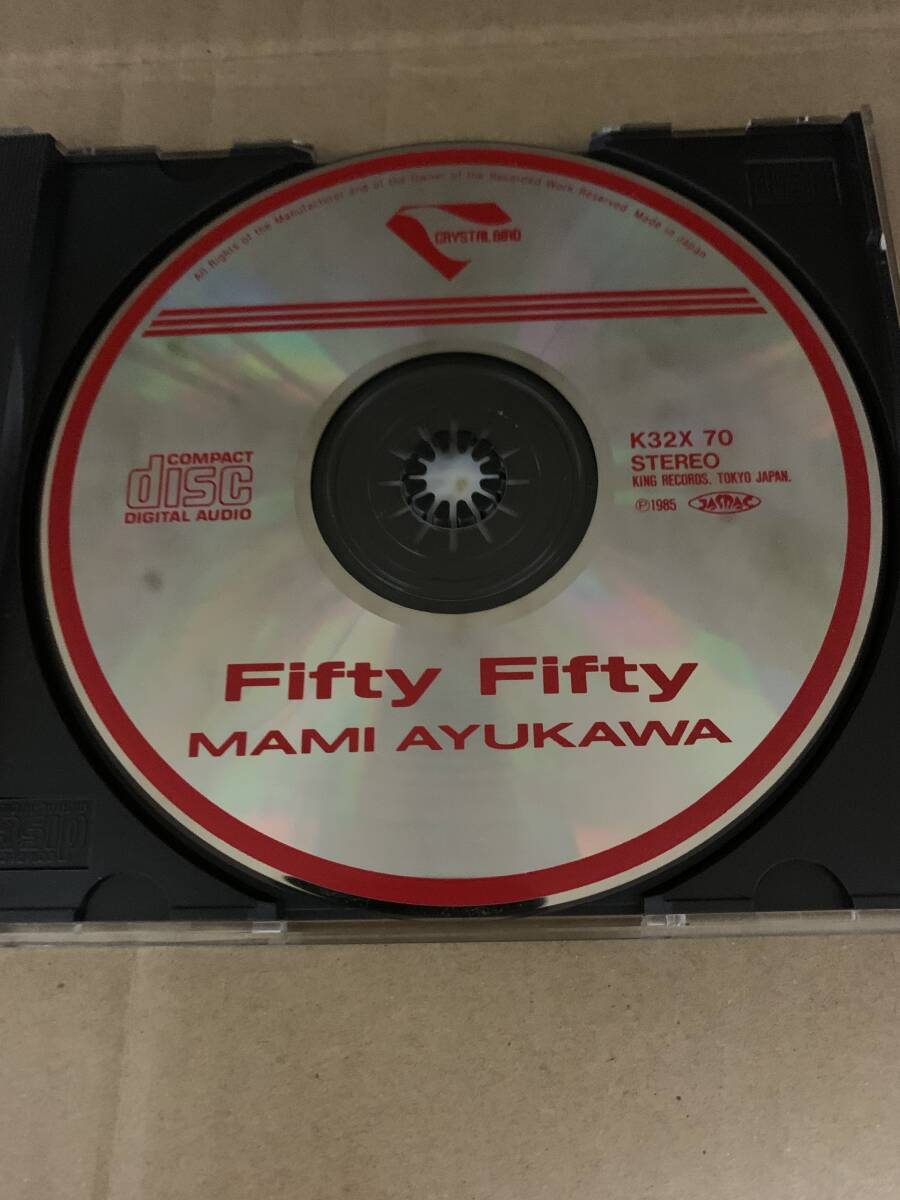 All Rights of the Manufacturer and of the Owner of the Recorded Work Reserved. Made in Japan
CRYSTAL BIRD
COMPACT
disc
DIGITAL AUDIO
K32X 70
STEREO
KING RECORDS. TOKYO JAPAN.
℗1985
JASRAC
Fifty Fifty
MAMI AYUKAWA
disc